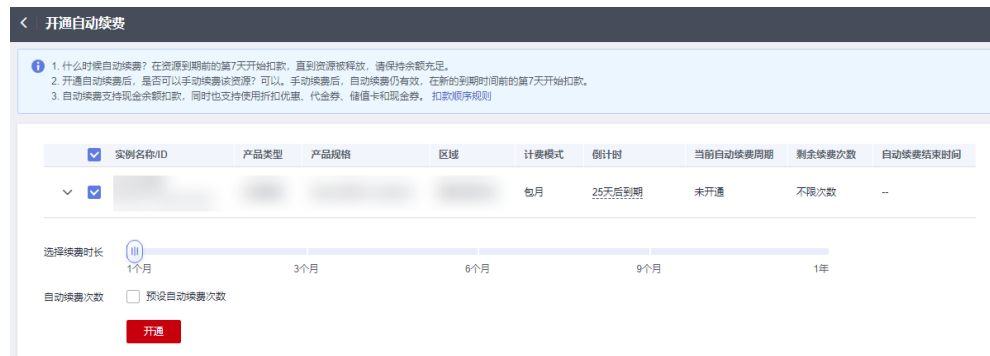 开通自动续费
1. 什么时候自动续费？在资源到期前的第7天开始扣款，直到资源被释放，请保持余额充足。
2. 开通自动续费后，是否可以手动续费该资源？可以。手动续费后，自动续费仍有效，在新的到期时间前的第7天开始扣款。
3. 自动续费支持现金余额扣款，同时也支持使用折扣优惠、代金券、储值卡和现金券。 扣款顺序规则
实例名称/ID 产品类型 产品规格 区域 计费模式 倒计时 当前自动续费周期 剩余续费次数 自动续费结束时间
包月 25天后到期 未开通 不限次数 --
选择续费时长
1个月 3个月 6个月 9个月 1年
自动续费次数 预设自动续费次数
开通